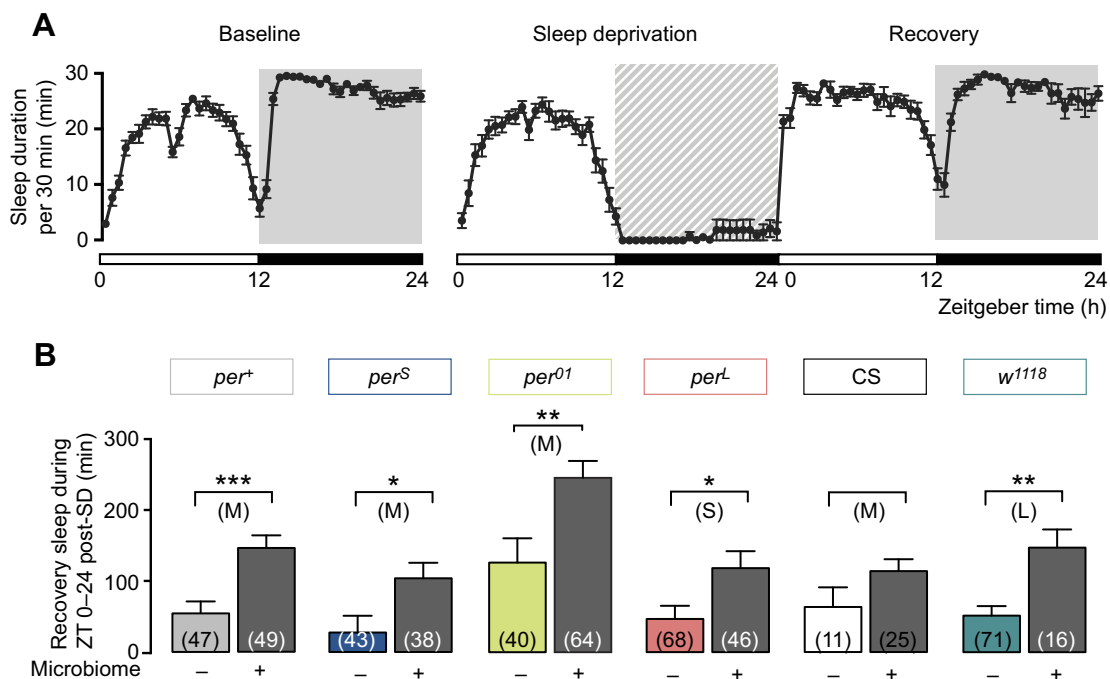 A
Baseline
Sleep deprivation
Recovery
Sleep duration
per 30 min (min)
30
20
10
0
0
12
24
0
12
24
0
12
24
Zeitgeber time (h)
B
per+
perS
per01
perL
CS
w1118
Recovery sleep during
ZT 0–24 post-SD (min)
300
200
100
0
***
(M)
*
(M)
**
(M)
*
(S)
(M)
**
(L)
(47)
(49)
(43)
(38)
(40)
(64)
(68)
(46)
(11)
(25)
(71)
(16)
Microbiome
– + – + – + – + – + – +